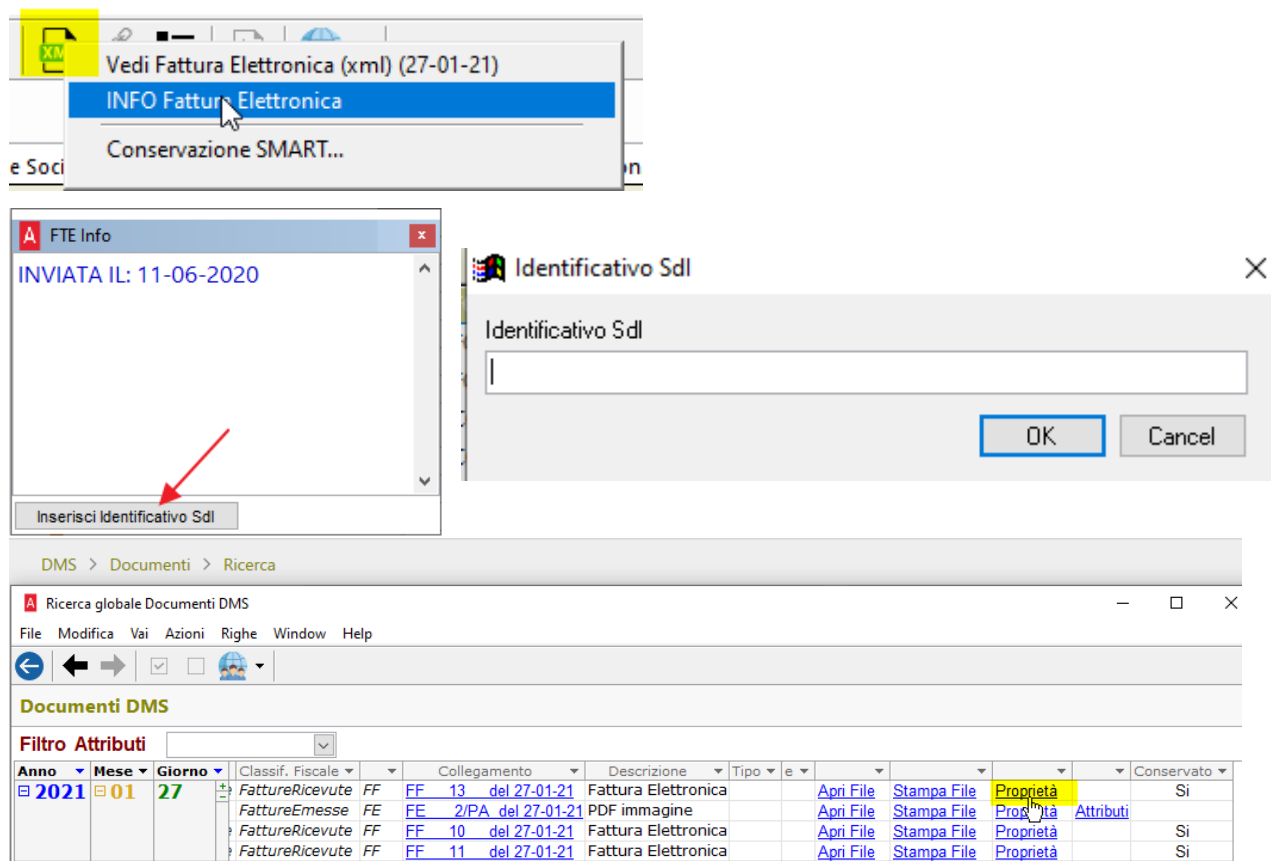 XM
Vedi Fattura Elettronica (xml) (27-01-21)
INFO Fattura Elettronica
Conservazione SMART...
e Soci
A FTE Info x
INVIATA IL: 11-06-2020
Inserisci Identificativo SdI
Identificativo SdI
Identificativo SdI
OK Cancel
DMS > Documenti > Ricerca
A Ricerca globale Documenti DMS
File Modifica Vai Azioni Righe Window Help
Documenti DMS
Filtro Attributi
Anno Mese Giorno Classif. Fiscale Collegamento Descrizione Tipo e Conservato
2021 01 27 FattureRicevute FF FF 13 del 27-01-21 Fattura Elettronica Apri File Stampa File Proprietà Si
FattureEmesse FE FE 2/PA del 27-01-21 PDF immagine Apri File Stampa File Proprietà Attributi
FattureRicevute FF FF 10 del 27-01-21 Fattura Elettronica Apri File Stampa File Proprietà Si
FattureRicevute FF FF 11 del 27-01-21 Fattura Elettronica Apri File Stampa File Proprietà Si